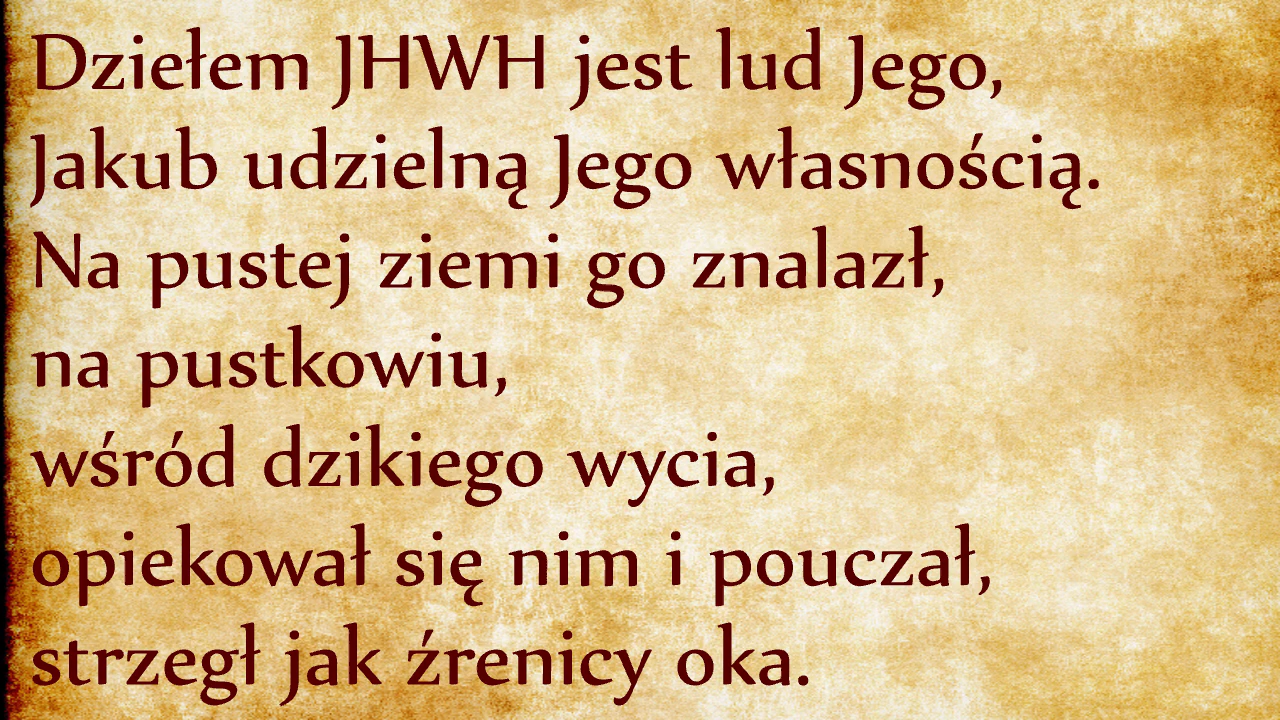 Dziełem JHWH jest lud Jego,
Jakub udzielną Jego własnością.
Na pustej ziemi go znalazł,
na pustkowiu,
wśród dzikiego wycia,
opiekował się nim i pouczał,
strzegł jak źrenicy oka.